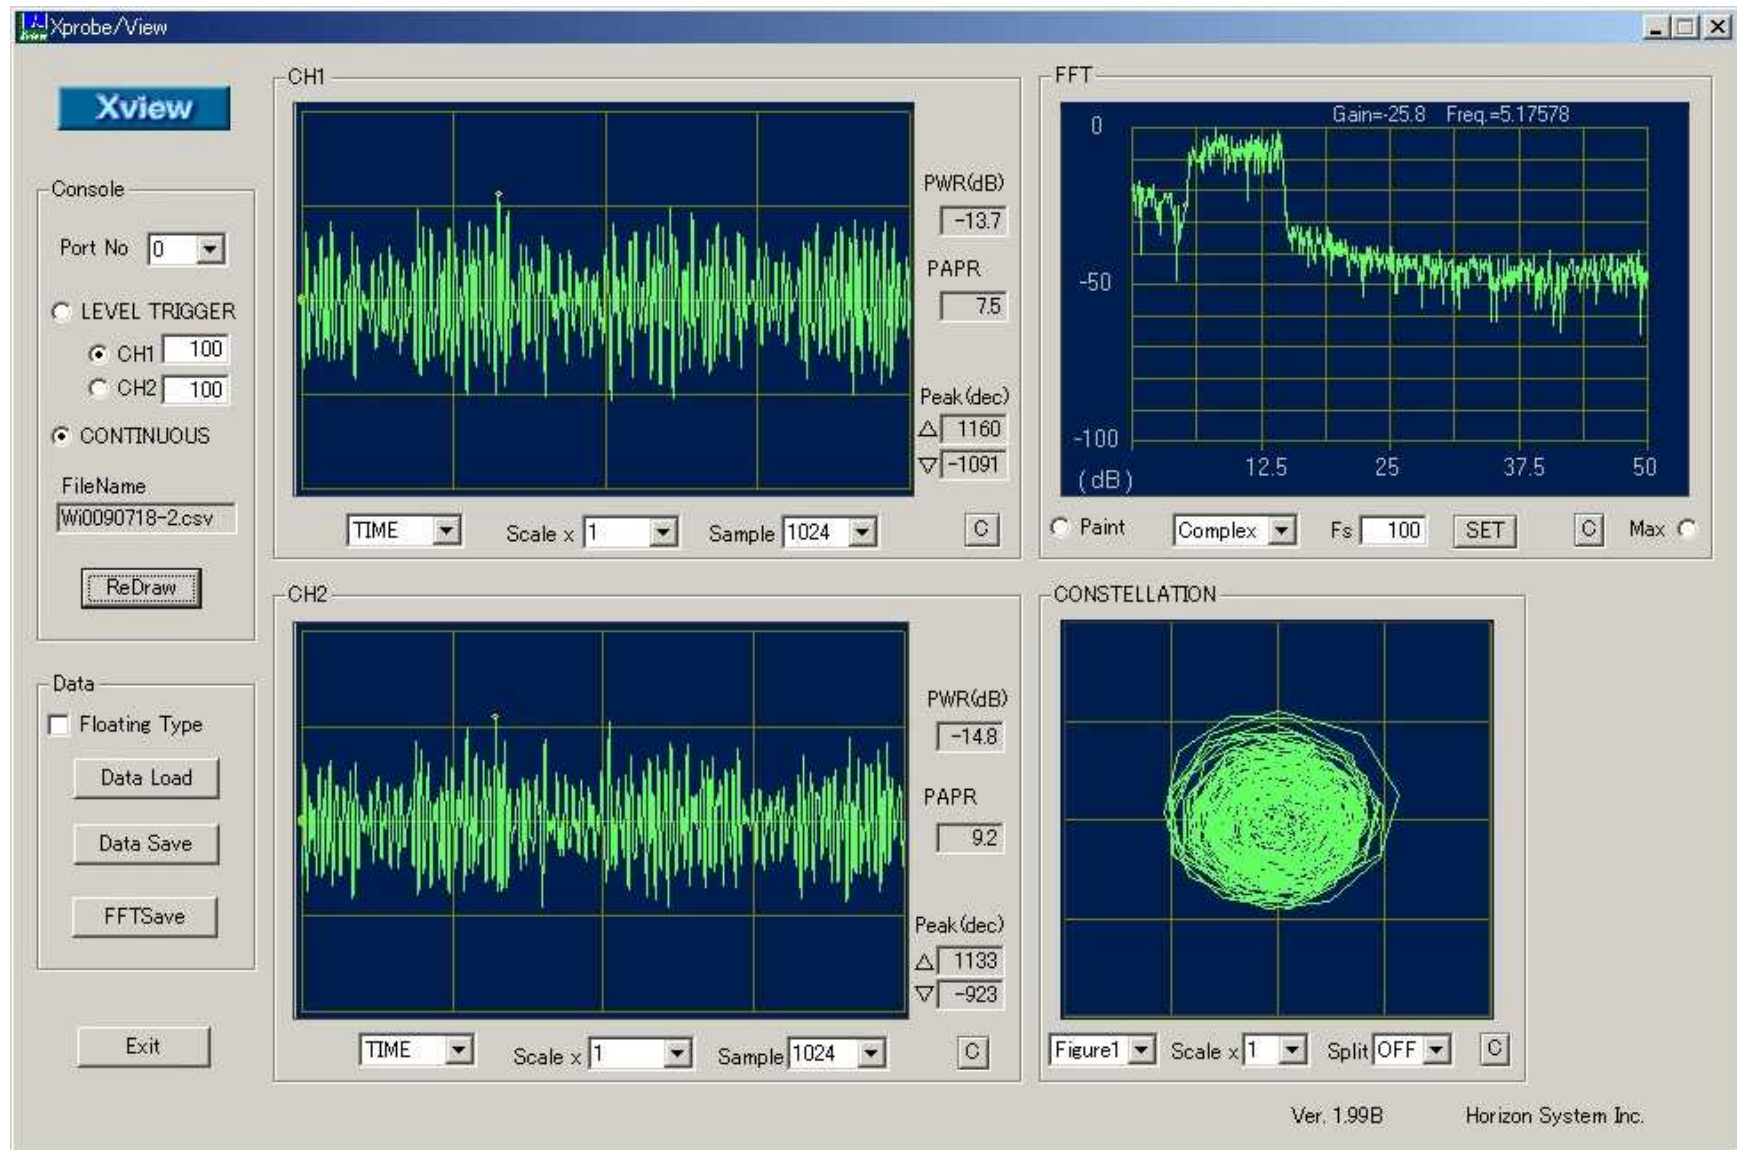 Xprobe/View
Xview
Console
Port No 0
LEVEL TRIGGER
CH1 100
CH2 100
CONTINUOUS
FileName
Wi0090718-2.csv
ReDraw
Data
Floating Type
Data Load
Data Save
FFTSave
Exit
CH1
PWR(dB)
-13.7
PAPR
7.5
Peak(dec)
△ 1160
▽ -1091
TIME Scale x 1 Sample 1024 C
CH2
PWR(dB)
-14.8
PAPR
9.2
Peak(dec)
△ 1133
▽ -923
TIME Scale x 1 Sample 1024 C
FFT
Gain=-25.8 Freq.=5.17578
0
-50
-100
(dB)
12.5 25 37.5 50
Paint Complex Fs 100 SET C Max
CONSTELLATION
Figure1 Scale x 1 Split OFF C
Ver. 1.99B Horizon System Inc.